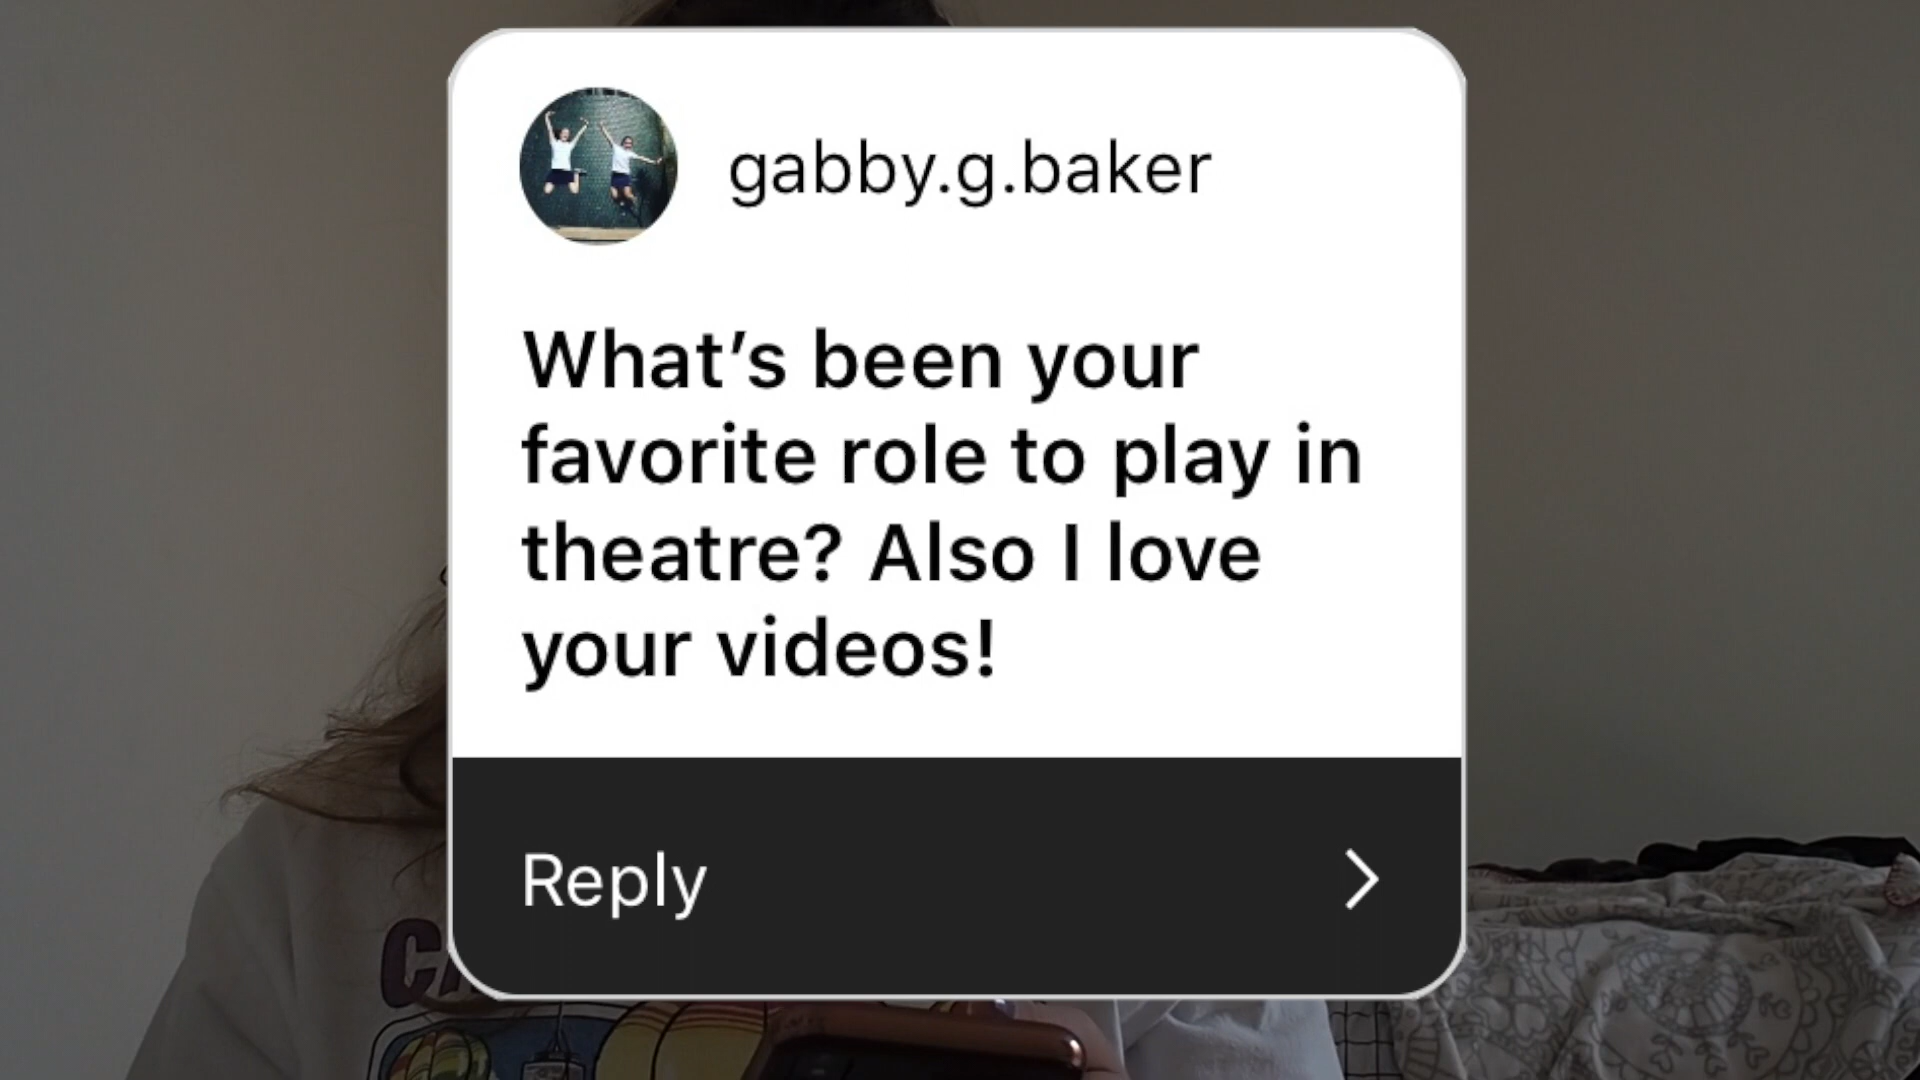 gabby.g.baker
What’s been your
favorite role to play in
theatre? Also I love
your videos!
Reply